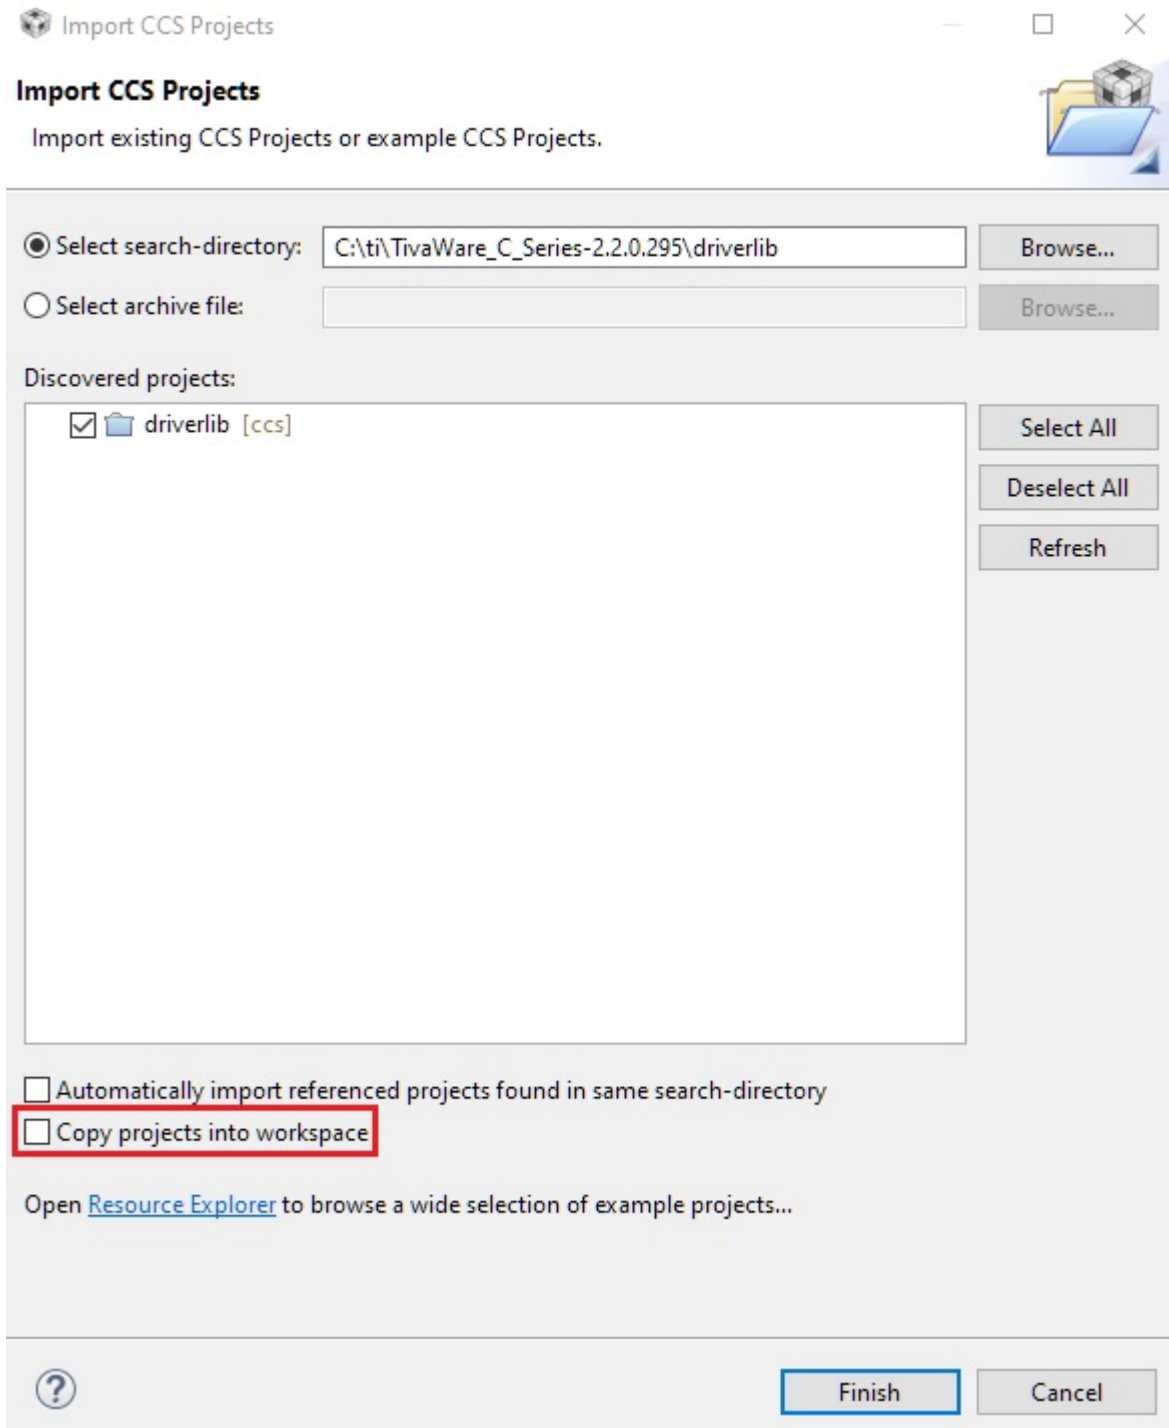 Import CCS Projects
Import CCS Projects
Import existing CCS Projects or example CCS Projects.
Select search-directory: C:\ti\TivaWare_C_Series-2.2.0.295\driverlib Browse...
Select archive file: Browse...
Discovered projects:
driverlib [ccs]
Select All
Deselect All
Refresh
Automatically import referenced projects found in same search-directory
Copy projects into workspace
Open Resource Explorer to browse a wide selection of example projects...
? Finish Cancel